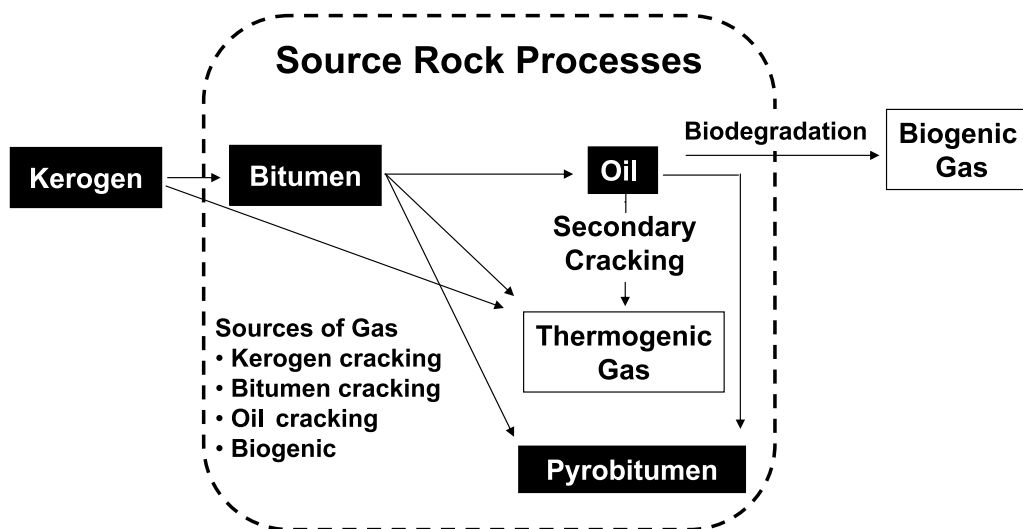 Source Rock Processes
Kerogen
Bitumen
Oil
Biodegradation
Biogenic
Gas
Secondary
Cracking
Thermogenic
Gas
Sources of Gas
• Kerogen cracking
• Bitumen cracking
• Oil cracking
• Biogenic
Pyrobitumen